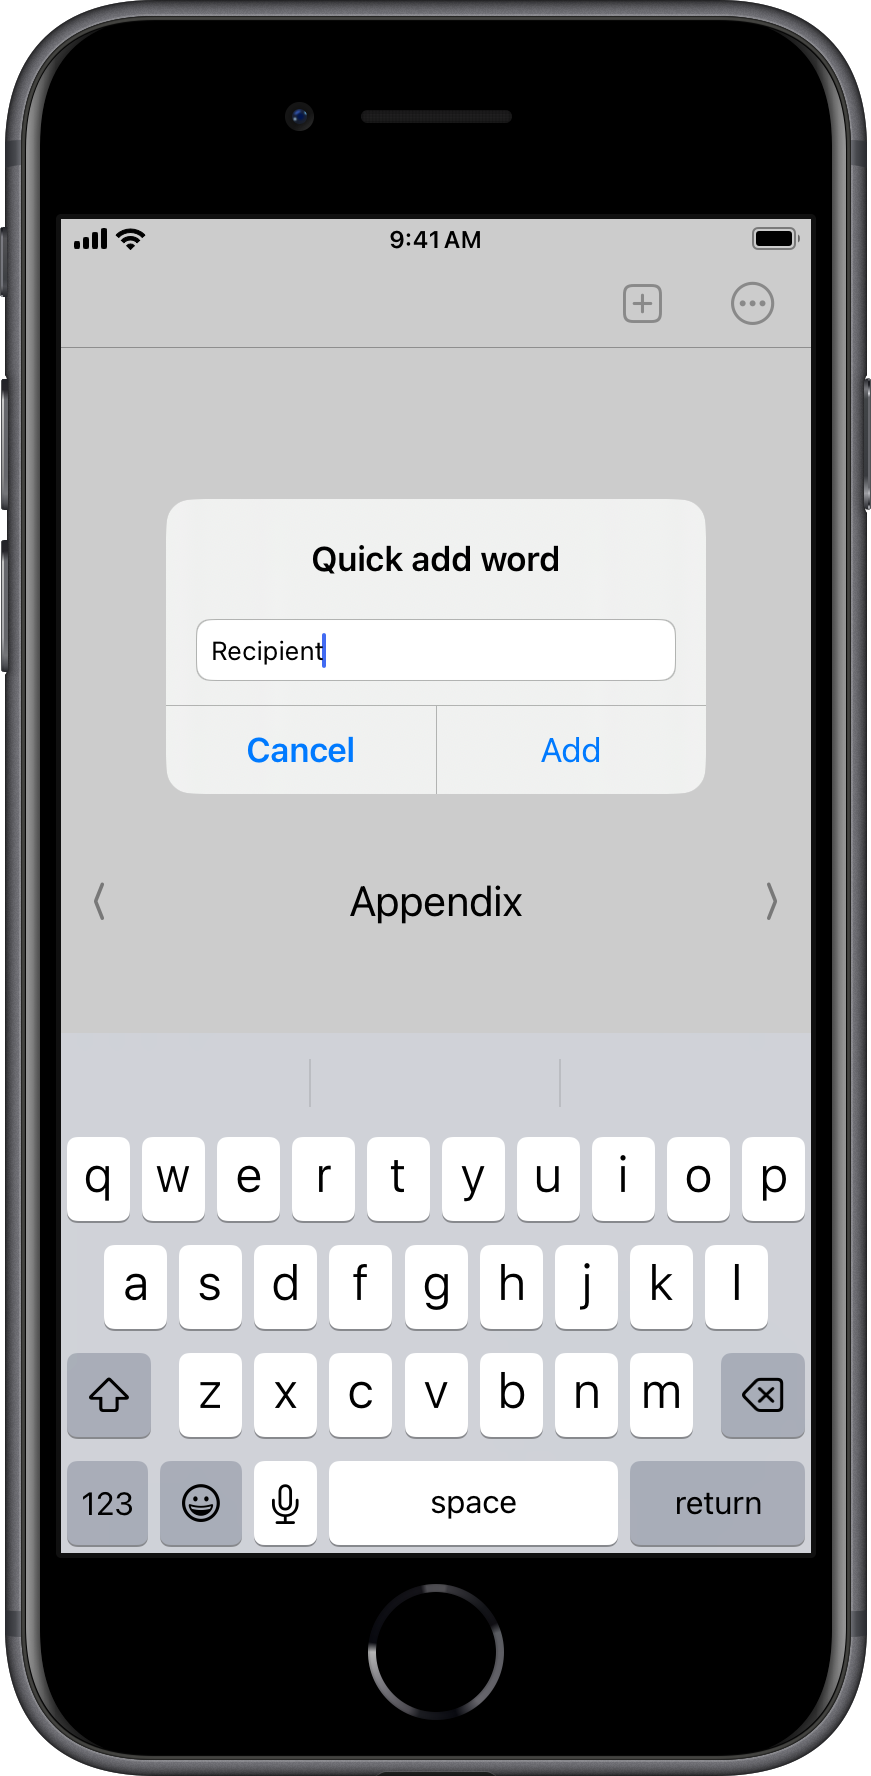 9:41 AM
Quick add word
Recipient
Cancel Add
Appendix
q w e r t y u i o p
a s d f g h j k l
z x c v b n m
123 space return